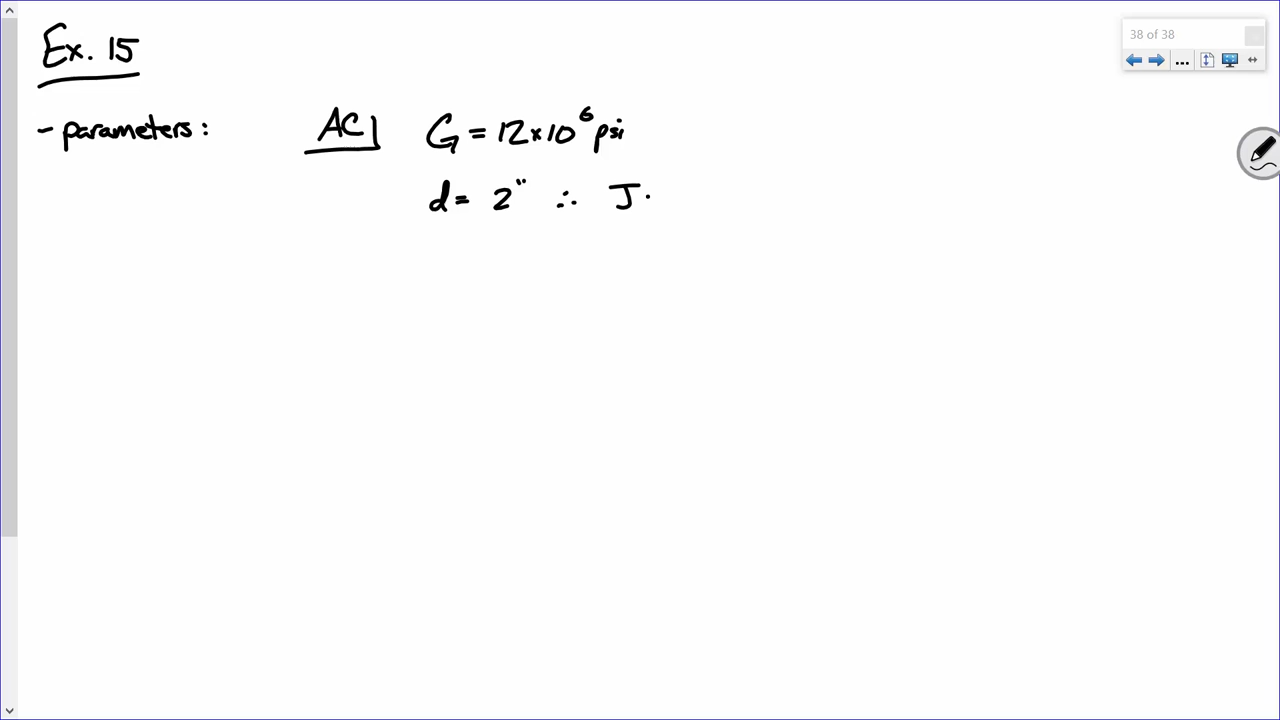 Ex. 15
38 of 38
- parameters: AC G = 12×10⁶ psi
d = 2" ∴ J